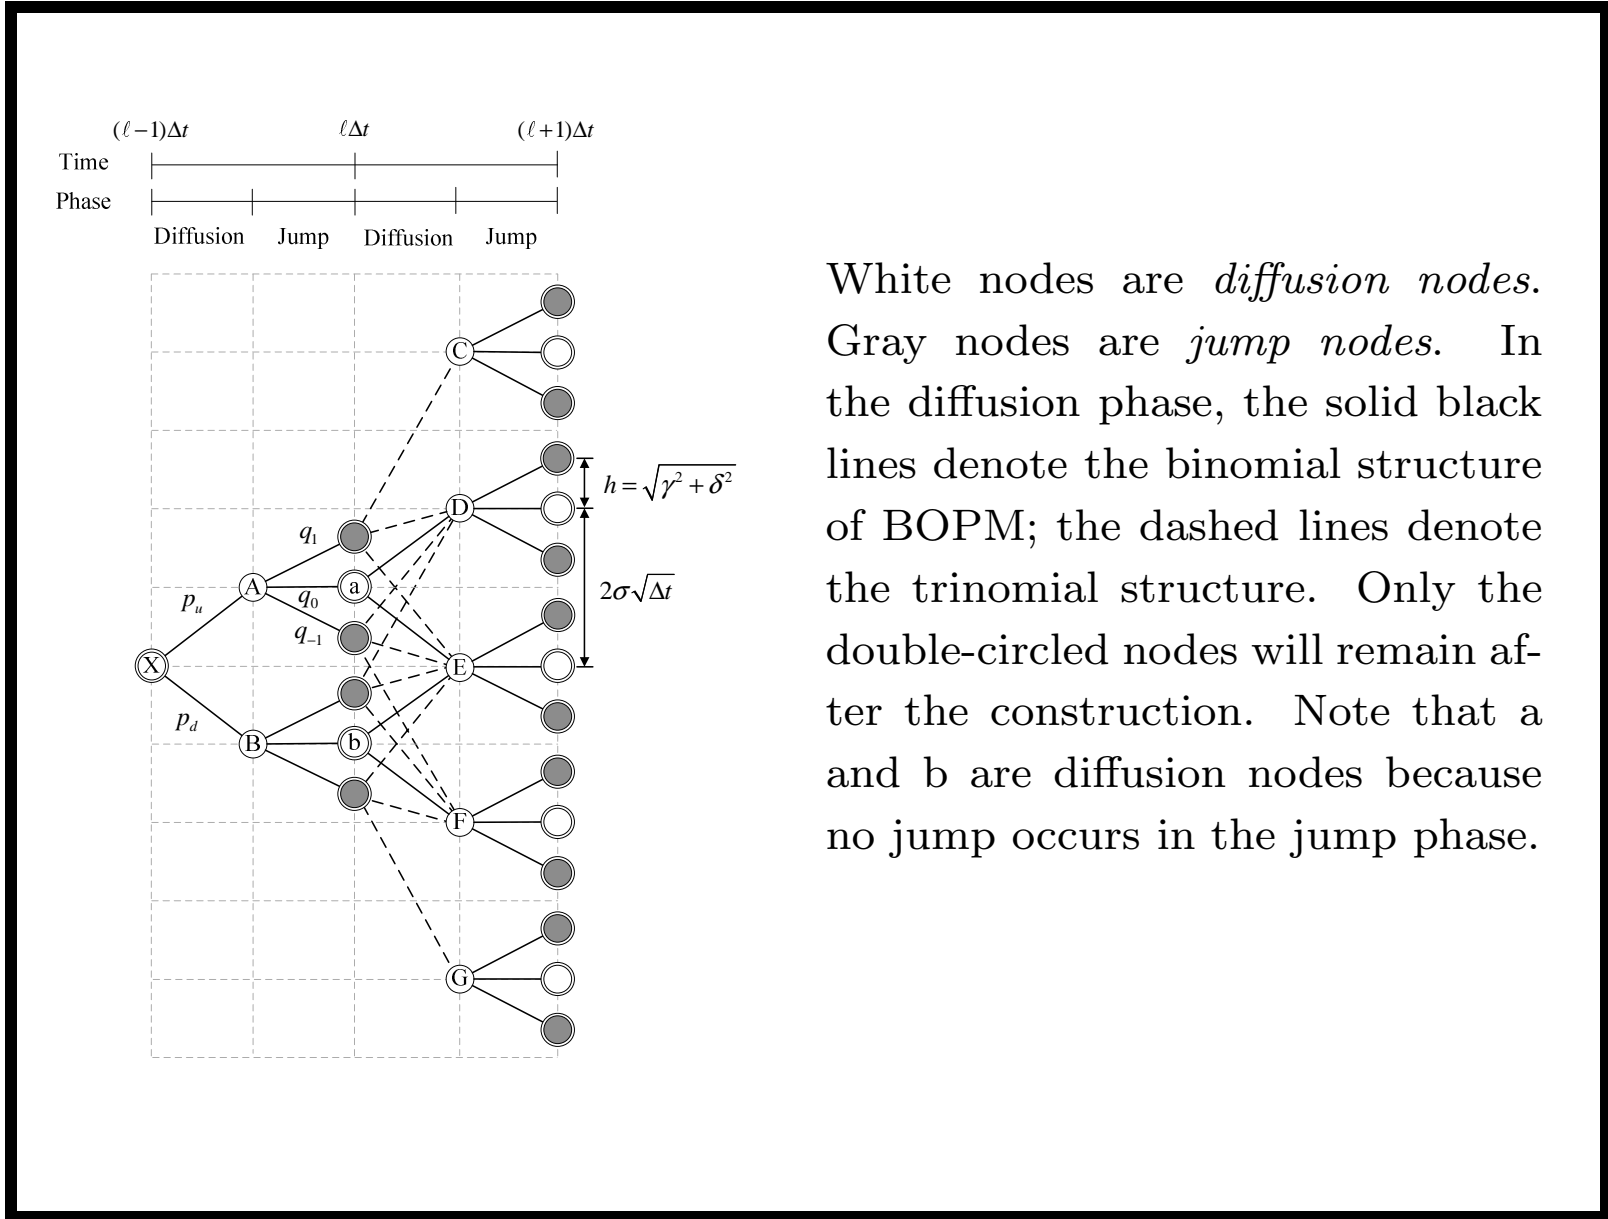 (ℓ−1)Δt ℓΔt (ℓ+1)Δt
Time
Phase
Diffusion Jump Diffusion Jump
C
D
h = √(γ² + δ²)
q₁
A
a
q₀
2σ√Δt
p_u
q₋₁
X
E
p_d
B
b
F
G
White nodes are diffusion nodes.
Gray nodes are jump nodes. In
the diffusion phase, the solid black
lines denote the binomial structure
of BOPM; the dashed lines denote
the trinomial structure. Only the
double-circled nodes will remain af-
ter the construction. Note that a
and b are diffusion nodes because
no jump occurs in the jump phase.